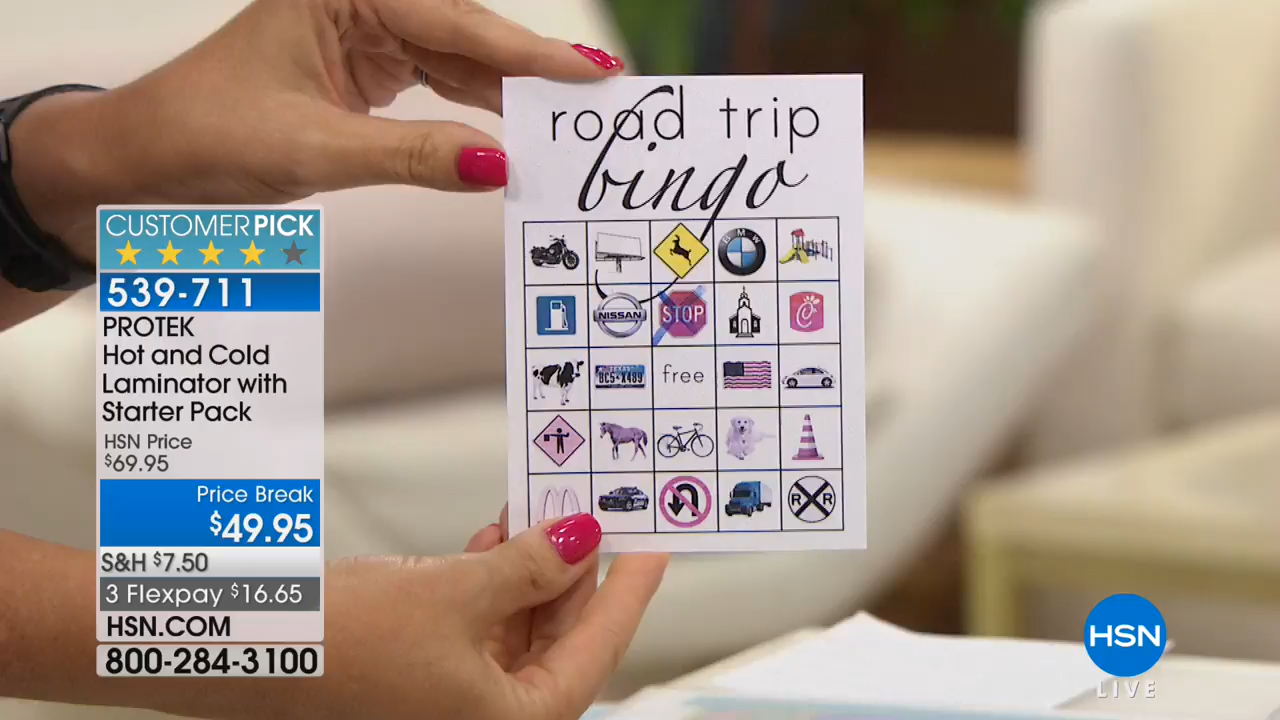 CUSTOMER PICK
539-711
PROTEK
Hot and Cold
Laminator with
Starter Pack
HSN Price
$69.95
Price Break
$49.95
S&H $7.50
3 Flexpay $16.65
HSN.COM
800-284-3100
road trip
bingo
BMW
NISSAN
STOP
free
R R
HSN
LIVE